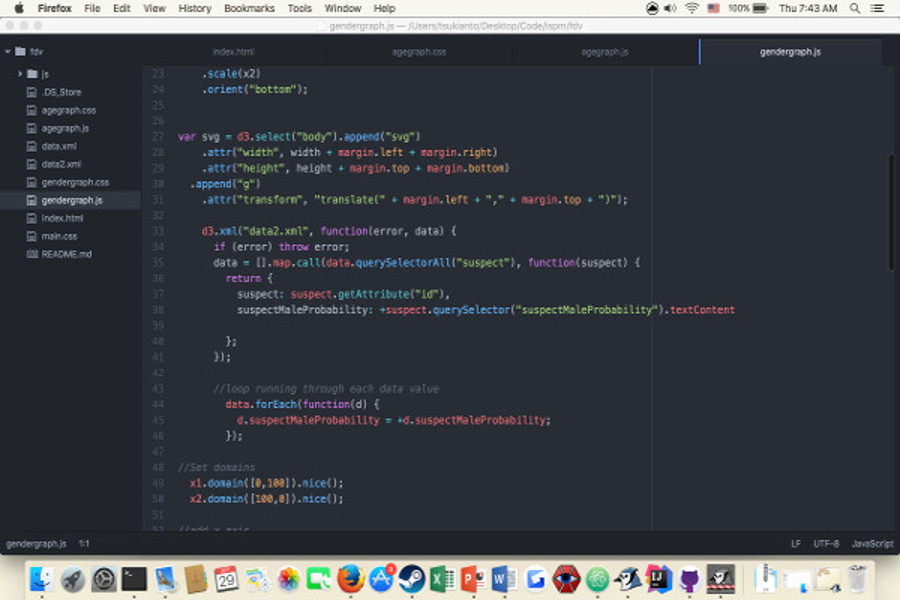 Firefox File Edit View History Bookmarks Tools Window Help 100% Thu 7:43 AM
gendergraph.js — /Users/tsukianto/Desktop/Code/ispm/fdv
fdv index.html agegraph.css agegraph.js gendergraph.js
js
.DS_Store
agegraph.css
agegraph.js
data.xml
data2.xml
gendergraph.css
gendergraph.js
index.html
main.css
README.md
23 .scale(x2)
24 .orient("bottom");
25
26
27 var svg = d3.select("body").append("svg")
28 .attr("width", width + margin.left + margin.right)
29 .attr("height", height + margin.top + margin.bottom)
30 .append("g")
31 .attr("transform", "translate(" + margin.left + "," + margin.top + ")");
32
33 d3.xml("data2.xml", function(error, data) {
34 if (error) throw error;
35 data = [].map.call(data.querySelectorAll("suspect"), function(suspect) {
36 return {
37 suspect: suspect.getAttribute("id"),
38 suspectMaleProbability: +suspect.querySelector("suspectMaleProbability").textContent
39
40 };
41 });
42
43 //loop running through each data value
44 data.forEach(function(d) {
45 d.suspectMaleProbability = +d.suspectMaleProbability;
46 });
47
48 //Set domains
49 x1.domain([0,100]).nice();
50 x2.domain([100,0]).nice();
51
52 //add x axis
gendergraph.js 1:1 LF UTF-8 JavaScript
29